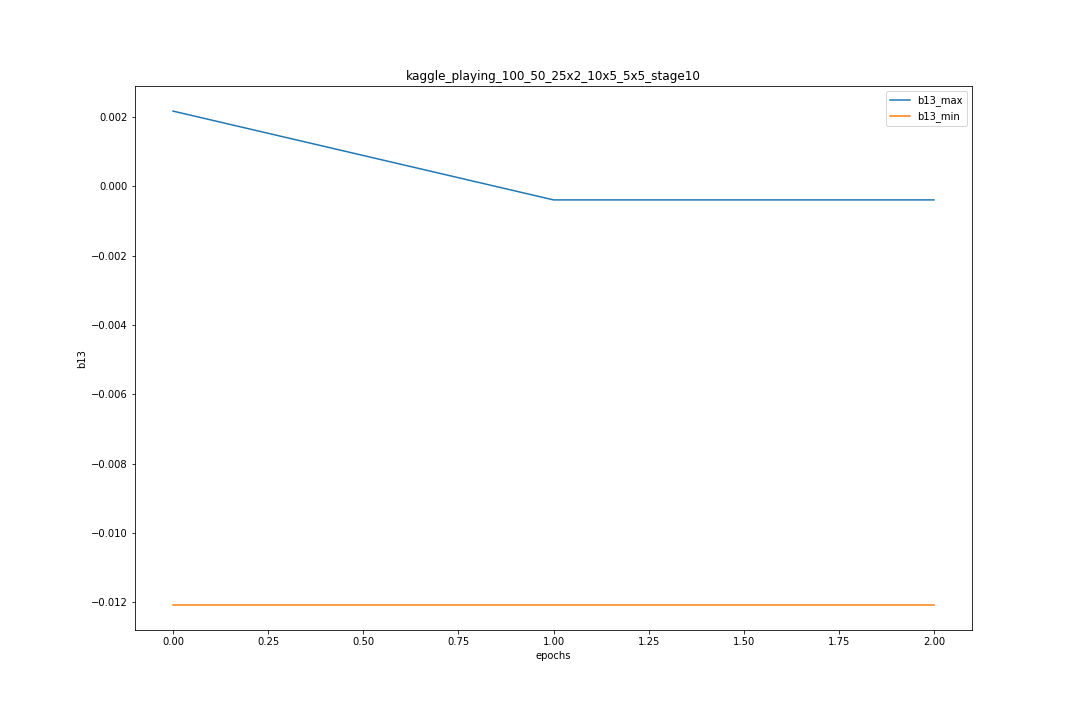 kaggle_playing_100_50_25x2_10x5_5x5_stage10
b13_max
b13_min
0.002
0.000
−0.002
−0.004
−0.006
−0.008
−0.010
−0.012
b13
0.00 0.25 0.50 0.75 1.00 1.25 1.50 1.75 2.00
epochs